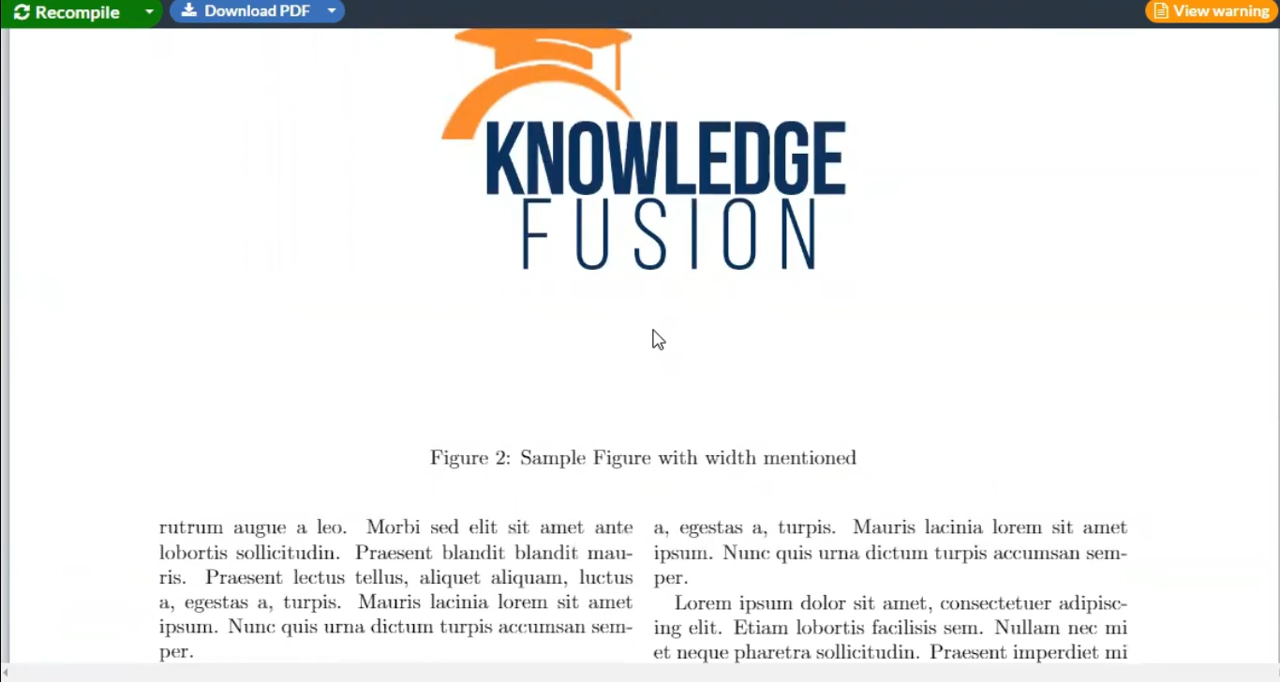 Recompile
Download PDF
View warning
KNOWLEDGE
FUSION
Figure 2: Sample Figure with width mentioned
rutrum augue a leo. Morbi sed elit sit amet ante
lobortis sollicitudin. Praesent blandit blandit mau-
ris. Praesent lectus tellus, aliquet aliquam, luctus
a, egestas a, turpis. Mauris lacinia lorem sit amet
ipsum. Nunc quis urna dictum turpis accumsan sem-
per.
a, egestas a, turpis. Mauris lacinia lorem sit amet
ipsum. Nunc quis urna dictum turpis accumsan sem-
per.
Lorem ipsum dolor sit amet, consectetuer adipisc-
ing elit. Etiam lobortis facilisis sem. Nullam nec mi
et neque pharetra sollicitudin. Praesent imperdiet mi